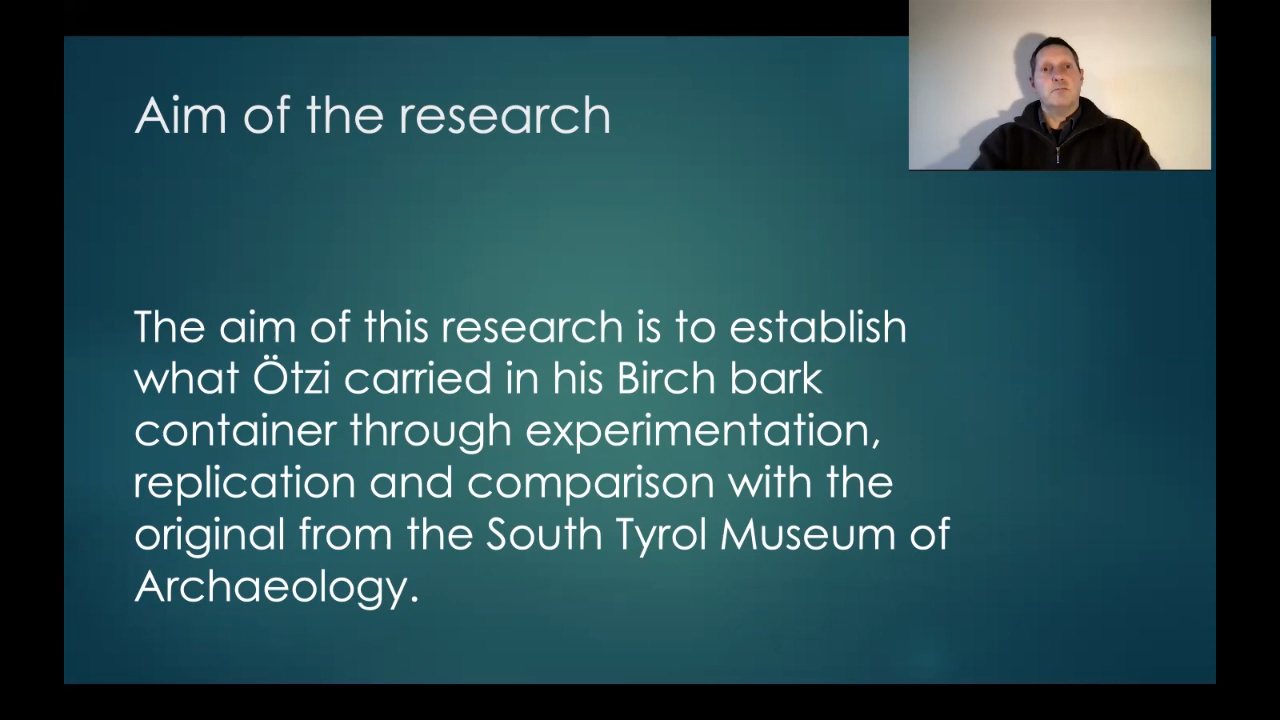 Aim of the research
The aim of this research is to establish
what Ötzi carried in his Birch bark
container through experimentation,
replication and comparison with the
original from the South Tyrol Museum of
Archaeology.